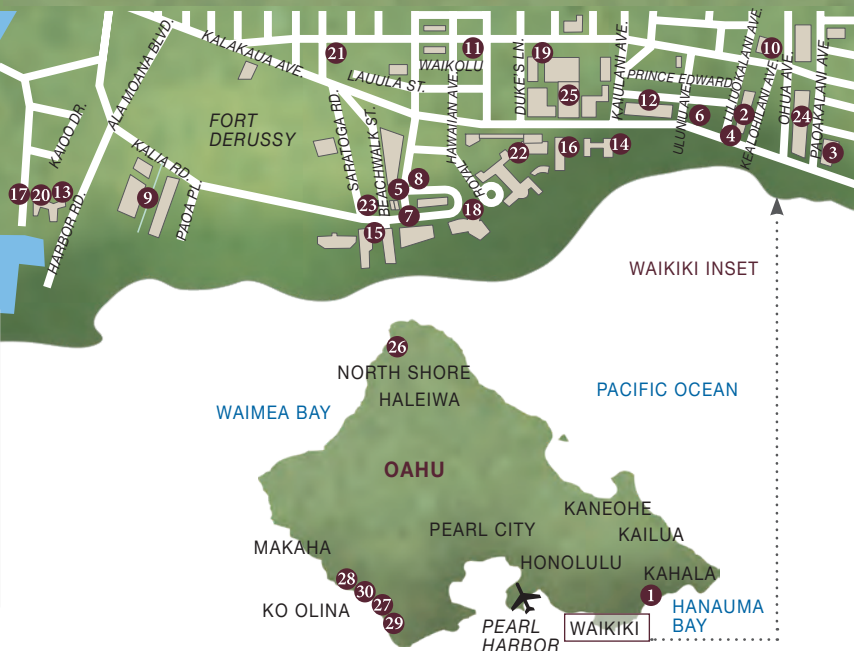 KALAKAUA AVE.
ALA MOANA BLVD.
21
LAUULA ST.
WAIKOLU
11
HAWAIIAN AVE.
ROYAL
DUKE'S LN.
19
25
KAIULANI AVE.
PRINCE EDWARD
12
ULUNIU AVE.
6
2
4
KEALOHILANI AVE.
10
OHUA AVE.
24
PAOAKALANI AVE.
3
FORT
DERUSSY
KAIOO DR.
KALIA RD.
PAOA PL.
9
17
20
13
HARBOR RD.
SARATOGA RD.
BEACHWALK ST.
23
15
5
8
7
18
22
16
14
WAIKIKI INSET
26
NORTH SHORE
HALEIWA
WAIMEA BAY
PACIFIC OCEAN
OAHU
KANEOHE
PEARL CITY
KAILUA
MAKAHA
HONOLULU
KAHALA
28
30
27
29
KO OLINA
1
HANAUMA
BAY
PEARL
HARBOR
WAIKIKI